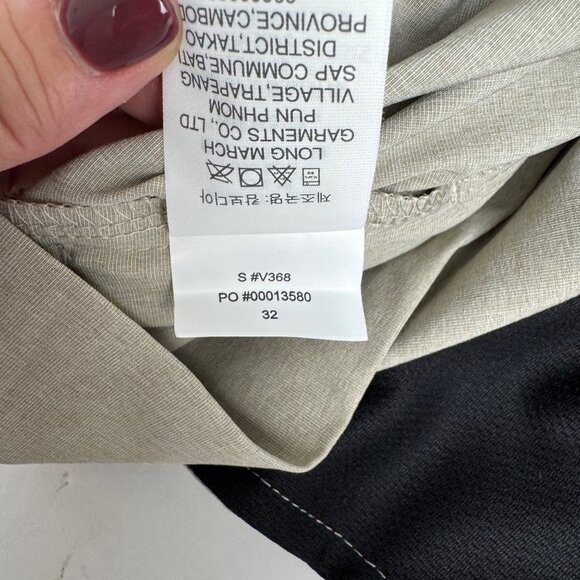 제조국명: 캄보디아
LONG MARCH
GARMENTS CO., LTD
PUN PHNOM
VILLAGE,TRAPEANG
SAP COMMUNE,BATI
DISTRICT,TAKAO
PROVINCE,CAMBO
S #V368
PO #00013580
32